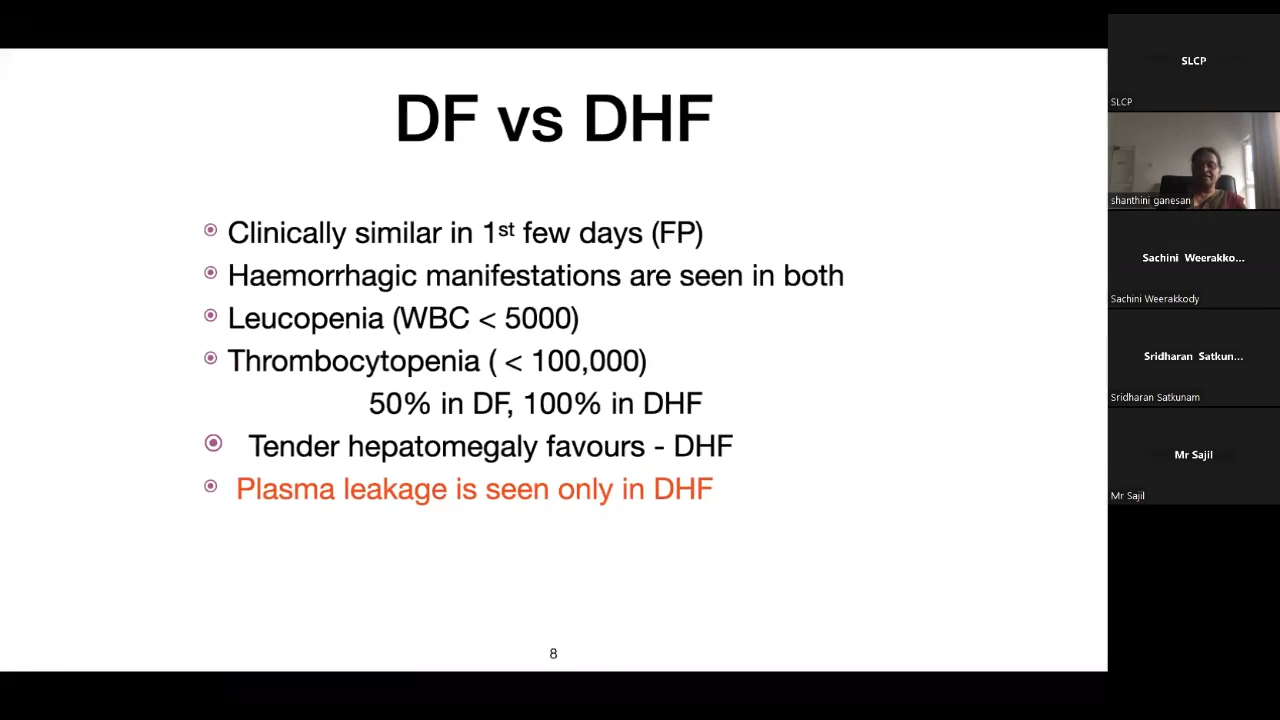 DF vs DHF
Clinically similar in 1st few days (FP)
Haemorrhagic manifestations are seen in both
Leucopenia (WBC < 5000)
Thrombocytopenia ( < 100,000)
50% in DF, 100% in DHF
Tender hepatomegaly favours - DHF
Plasma leakage is seen only in DHF
8
SLCP
SLCP
shanthini ganesan
Sachini Weerakko...
Sachini Weerakkody
Sridharan Satkun...
Sridharan Satkunam
Mr Sajil
Mr Sajil